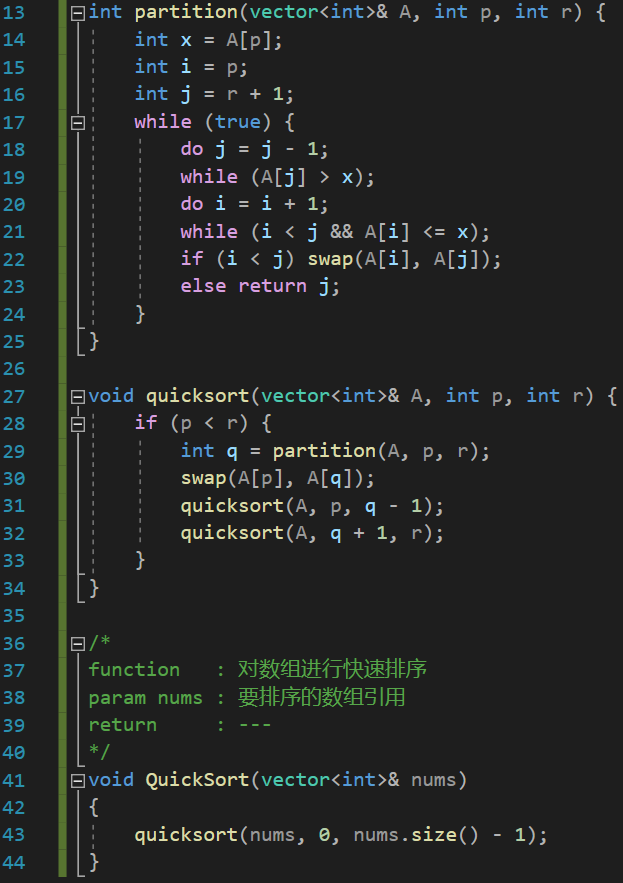 13 int partition(vector<int>& A, int p, int r) {
14 int x = A[p];
15 int i = p;
16 int j = r + 1;
17 while (true) {
18 do j = j - 1;
19 while (A[j] > x);
20 do i = i + 1;
21 while (i < j && A[i] <= x);
22 if (i < j) swap(A[i], A[j]);
23 else return j;
24 }
25 }
26
27 void quicksort(vector<int>& A, int p, int r) {
28 if (p < r) {
29 int q = partition(A, p, r);
30 swap(A[p], A[q]);
31 quicksort(A, p, q - 1);
32 quicksort(A, q + 1, r);
33 }
34 }
35
36 /*
37 function : 对数组进行快速排序
38 param nums : 要排序的数组引用
39 return : ---
40 */
41 void QuickSort(vector<int>& nums)
42 {
43 quicksort(nums, 0, nums.size() - 1);
44 }